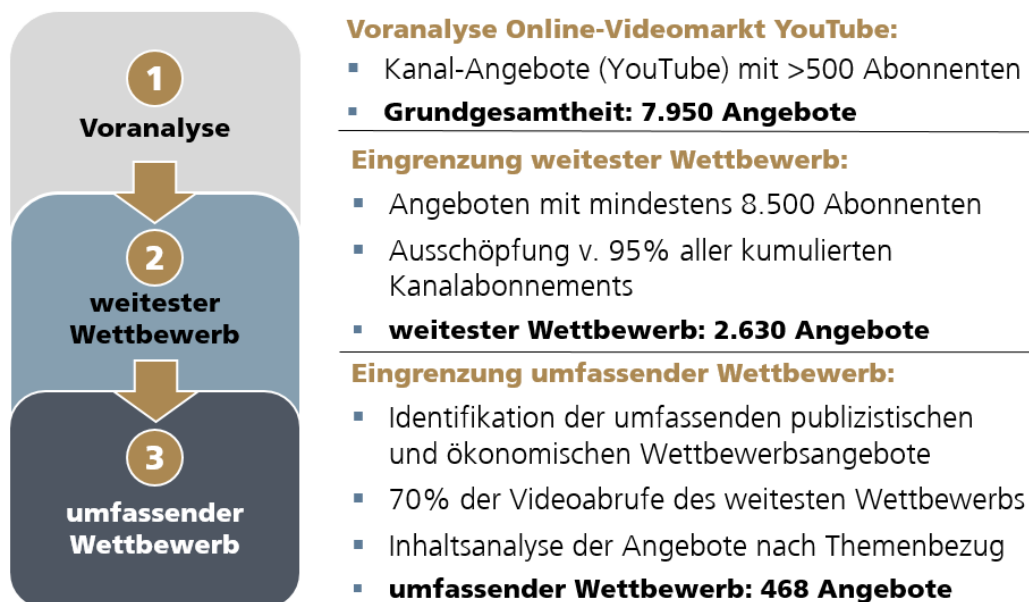 1
Voranalyse
2
weitester
Wettbewerb
3
umfassender
Wettbewerb
Voranalyse Online-Videomarkt YouTube:
▪ Kanal-Angebote (YouTube) mit >500 Abonnenten
▪ Grundgesamtheit: 7.950 Angebote
Eingrenzung weitester Wettbewerb:
▪ Angeboten mit mindestens 8.500 Abonnenten
▪ Ausschöpfung v. 95% aller kumulierten
Kanalabonnements
▪ weitester Wettbewerb: 2.630 Angebote
Eingrenzung umfassender Wettbewerb:
▪ Identifikation der umfassenden publizistischen
und ökonomischen Wettbewerbsangebote
▪ 70% der Videoabrufe des weitesten Wettbewerbs
▪ Inhaltsanalyse der Angebote nach Themenbezug
▪ umfassender Wettbewerb: 468 Angebote